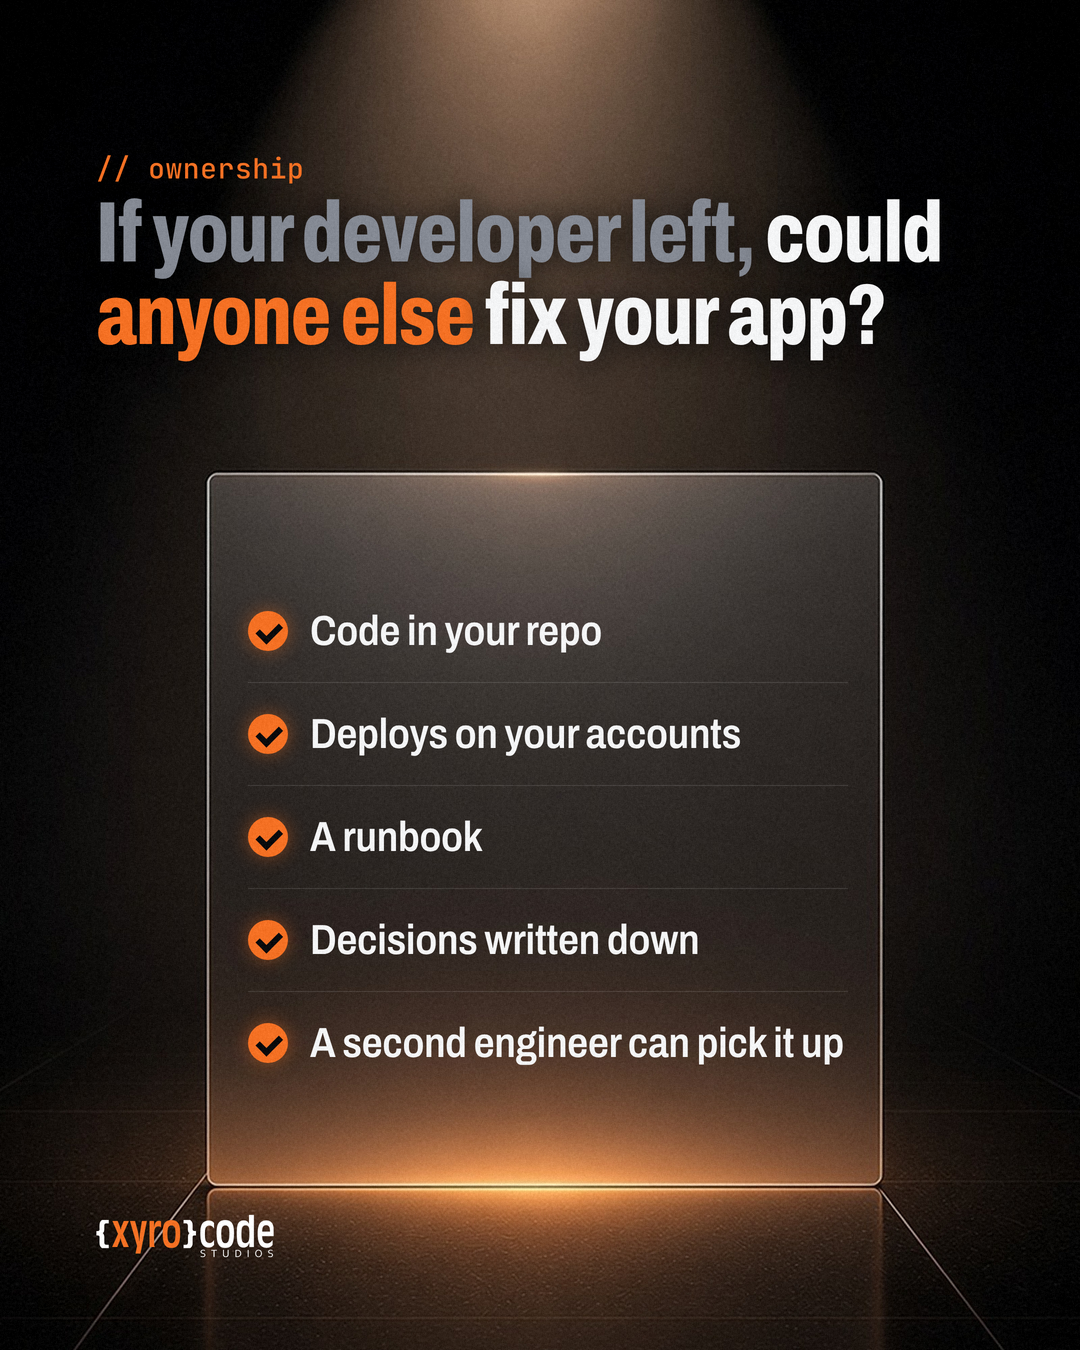 // ownership
If your developer left, could
anyone else fix your app?
Code in your repo
Deploys on your accounts
A runbook
Decisions written down
A second engineer can pick it up
{xyro}code
STUDIOS